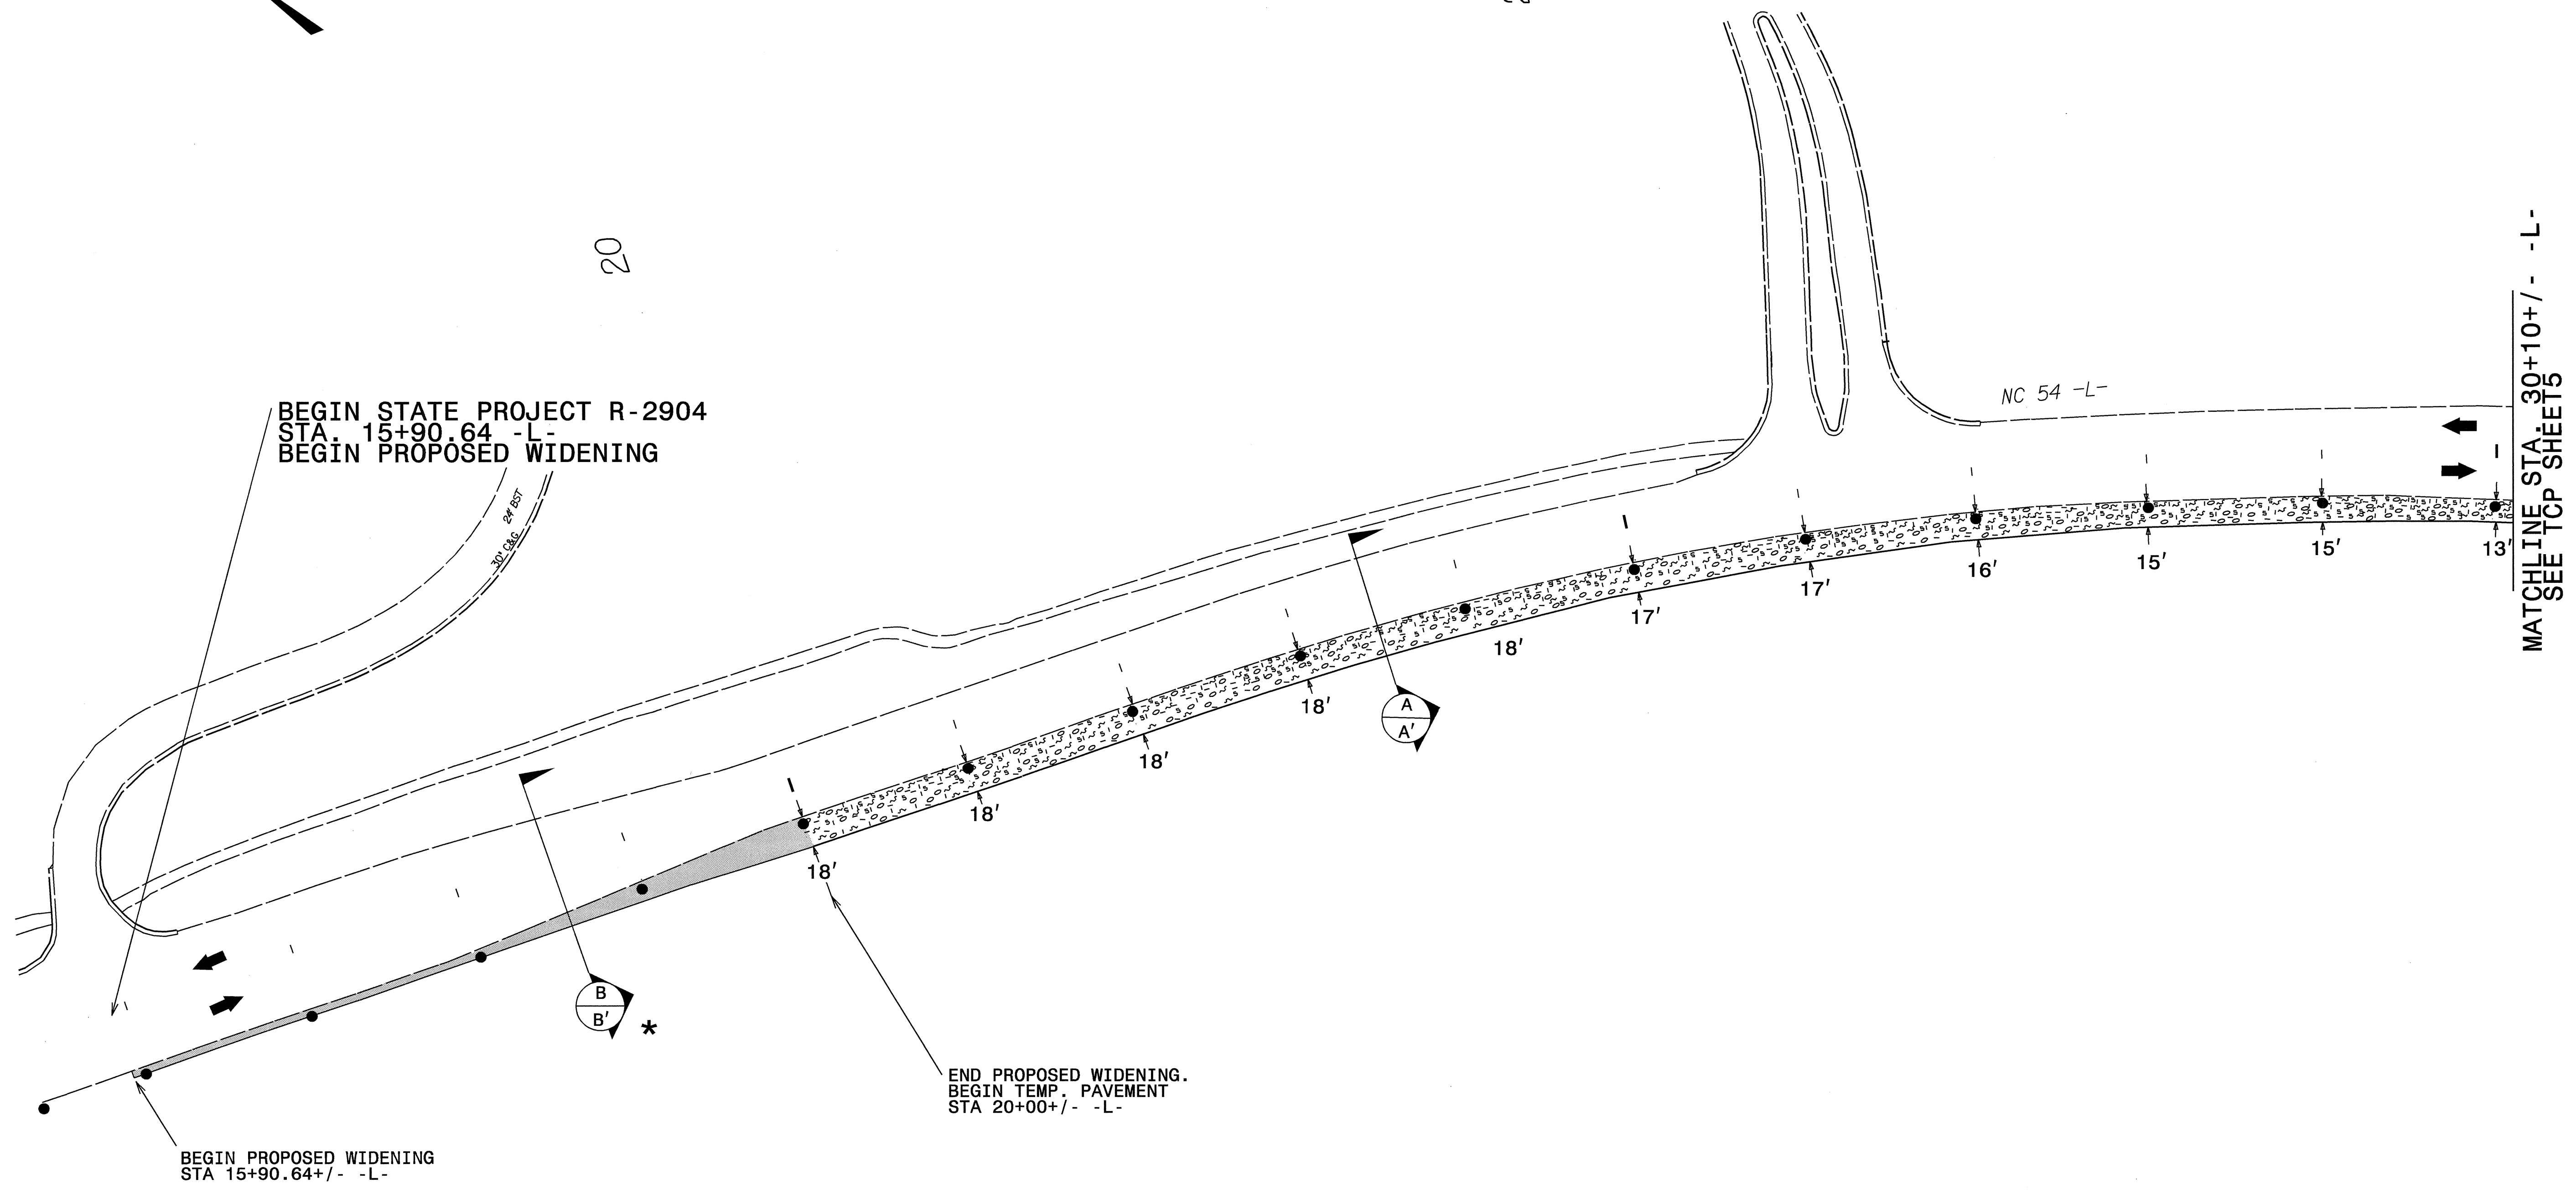 20
BEGIN STATE PROJECT R-2904
STA. 15+90.64 -L-
BEGIN PROPOSED WIDENING
24' BST
30" C&G
NC 54 -L-
MATCHLINE STA. 30+10+/- -L-
SEE TCP SHEET5
13'
15'
15'
16'
17'
17'
18'
18'
18'
18'
18'
A
A'
B
B'
*
END PROPOSED WIDENING.
BEGIN TEMP. PAVEMENT
STA 20+00+/- -L-
BEGIN PROPOSED WIDENING
STA 15+90.64+/- -L-